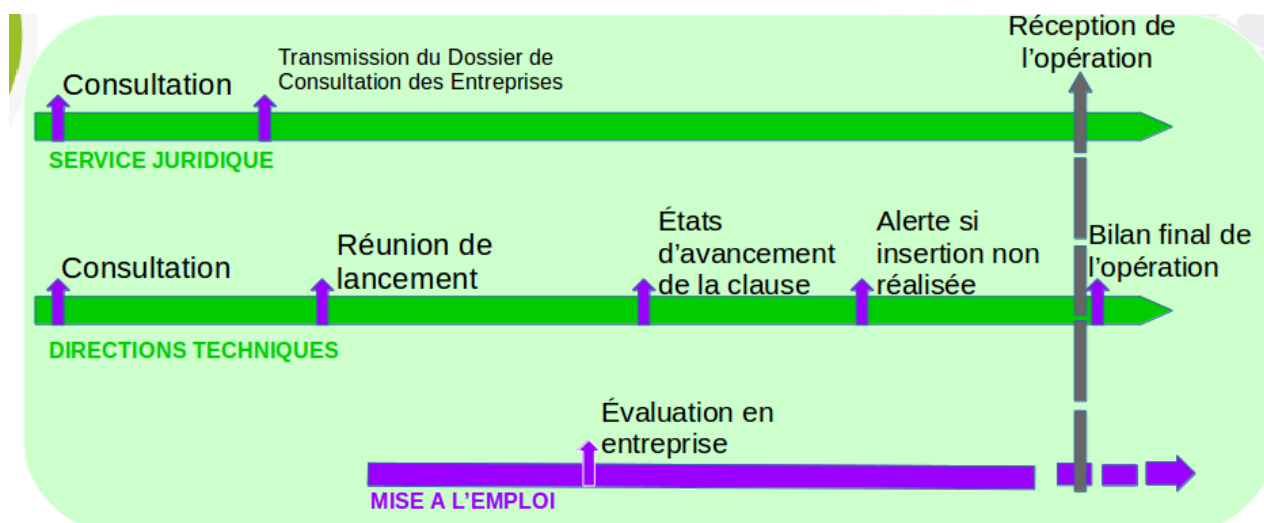 Réception de
l’opération
Transmission du Dossier de
Consultation des Entreprises
Consultation
SERVICE JURIDIQUE
États
d’avancement
de la clause
Alerte si
insertion non
réalisée
Bilan final de
l’opération
Réunion de
lancement
Consultation
DIRECTIONS TECHNIQUES
Évaluation en
entreprise
MISE A L’EMPLOI